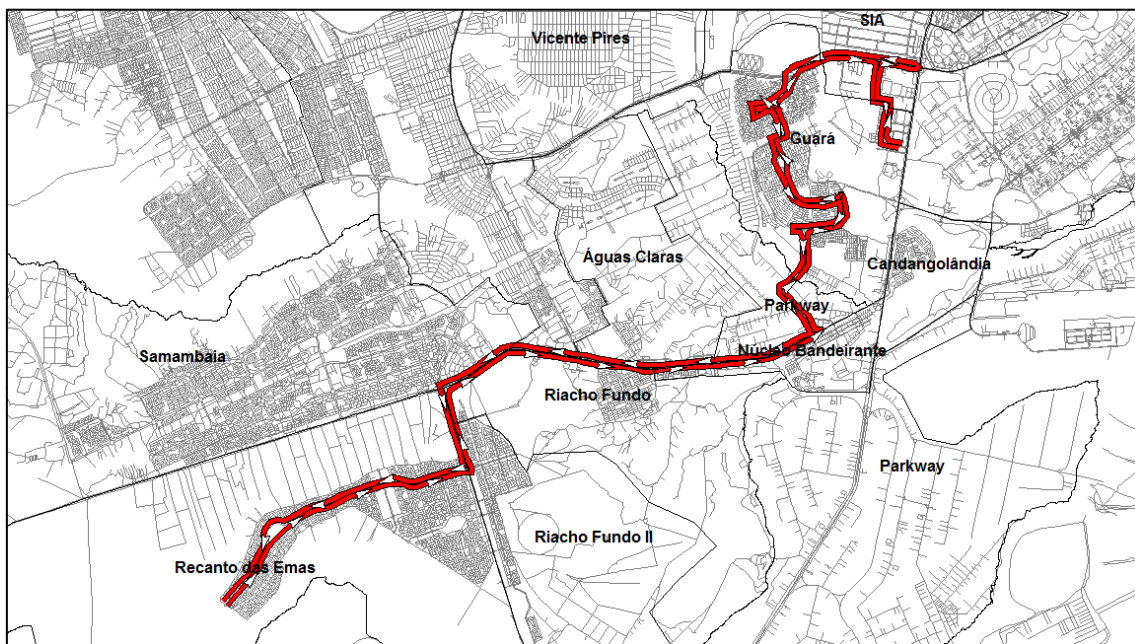 SIA
Vicente Pires
Guará
Águas Claras
Candangolândia
Parkway
Núcleo Bandeirante
Samambaia
Riacho Fundo
Parkway
Riacho Fundo II
Recanto das Emas